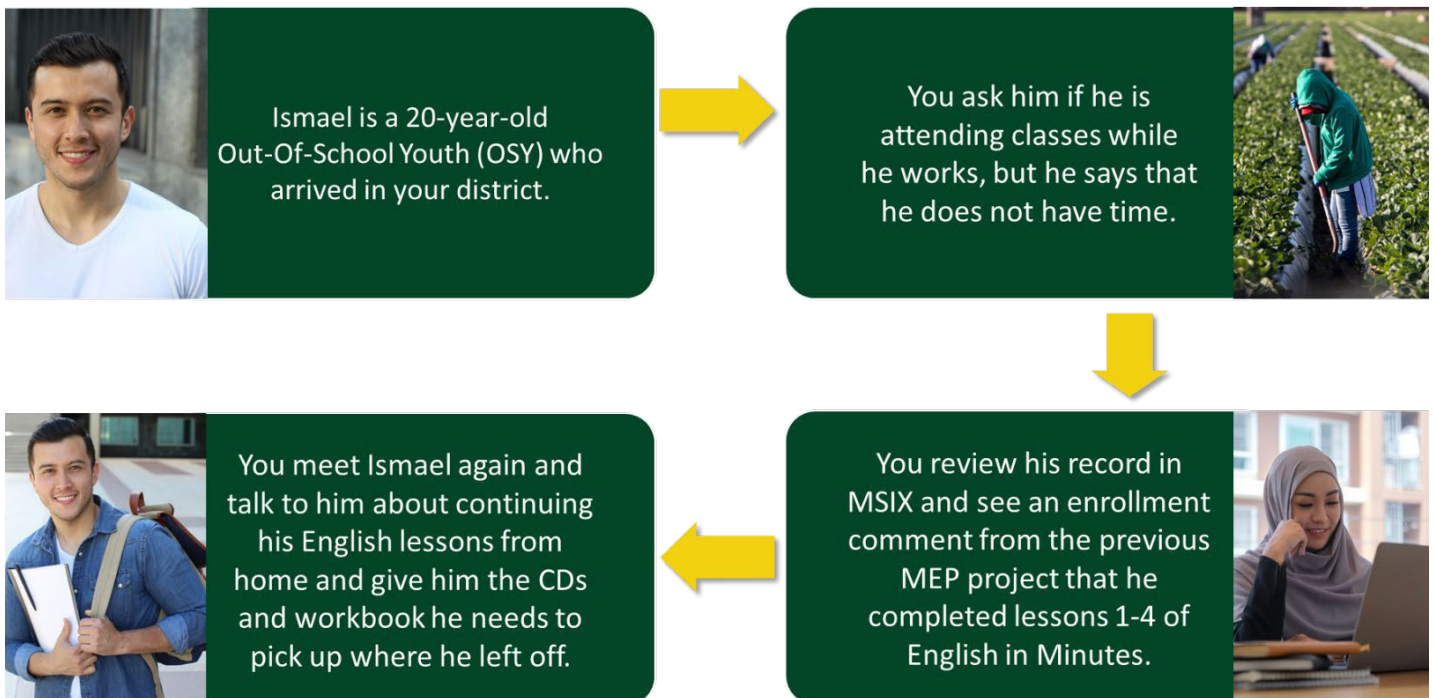 Ismael is a 20-year-old
Out-Of-School Youth (OSY) who
arrived in your district.
You ask him if he is
attending classes while
he works, but he says that
he does not have time.
You review his record in
MSIX and see an enrollment
comment from the previous
MEP project that he
completed lessons 1-4 of
English in Minutes.
You meet Ismael again and
talk to him about continuing
his English lessons from
home and give him the CDs
and workbook he needs to
pick up where he left off.